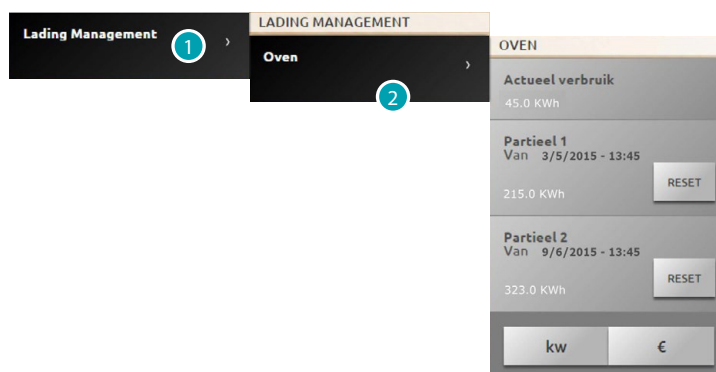 Lading Management
1
›
LADING MANAGEMENT
Oven
›
2
OVEN
Actueel verbruik
45.0 KWh
Partieel 1
Van 3/5/2015 - 13:45
215.0 KWh
RESET
Partieel 2
Van 9/6/2015 - 13:45
323.0 KWh
RESET
kw €